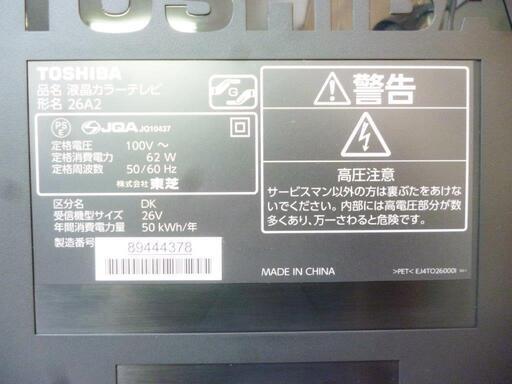 TOSHIBA
TOSHIBA
品名 液晶カラーテレビ
形名 26A2
G
PS
E
JQA JQ10437
定格電圧 100V ～
定格消費電力 62 W
定格周波数 50/60 Hz
株式会社 東芝
区分名 DK
受信機型サイズ 26V
年間消費電力量 50 kWh/年
製造番号
89444378
警告
高圧注意
サービスマン以外の方は裏ぶたをあけな
いでください。内部には高電圧部分が数
多くあり、万一さわると危険です。
MADE IN CHINA
>PET< EJ4TO26000I